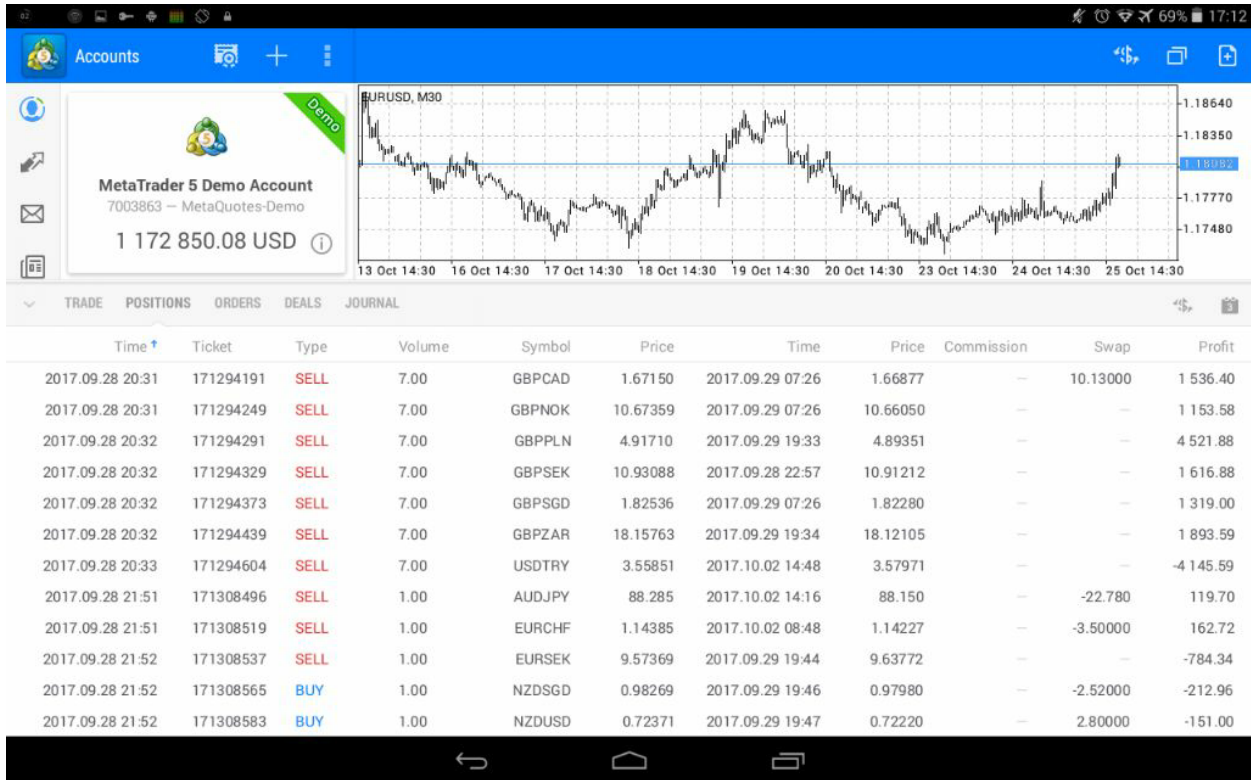 69% 17:12
Accounts
Demo
MetaTrader 5 Demo Account
7003863 — MetaQuotes-Demo
1 172 850.08 USD
EURUSD, M30
1.18640
1.18350
1.18082
1.17770
1.17480
13 Oct 14:30 16 Oct 14:30 17 Oct 14:30 18 Oct 14:30 19 Oct 14:30 20 Oct 14:30 23 Oct 14:30 24 Oct 14:30 25 Oct 14:30
TRADE POSITIONS ORDERS DEALS JOURNAL
Time Ticket Type Volume Symbol Price Time Price Commission Swap Profit
2017.09.28 20:31 171294191 SELL 7.00 GBPCAD 1.67150 2017.09.29 07:26 1.66877 — 10.13000 1 536.40
2017.09.28 20:31 171294249 SELL 7.00 GBPNOK 10.67359 2017.09.29 07:26 10.66050 — — 1 153.58
2017.09.28 20:32 171294291 SELL 7.00 GBPPLN 4.91710 2017.09.29 19:33 4.89351 — — 4 521.88
2017.09.28 20:32 171294329 SELL 7.00 GBPSEK 10.93088 2017.09.28 22:57 10.91212 — — 1 616.88
2017.09.28 20:32 171294373 SELL 7.00 GBPSGD 1.82536 2017.09.29 07:26 1.82280 — — 1 319.00
2017.09.28 20:32 171294439 SELL 7.00 GBPZAR 18.15763 2017.09.29 19:34 18.12105 — — 1 893.59
2017.09.28 20:33 171294604 SELL 7.00 USDTRY 3.55851 2017.10.02 14:48 3.57971 — — -4 145.59
2017.09.28 21:51 171308496 SELL 1.00 AUDJPY 88.285 2017.10.02 14:16 88.150 — -22.780 119.70
2017.09.28 21:51 171308519 SELL 1.00 EURCHF 1.14385 2017.10.02 08:48 1.14227 — -3.50000 162.72
2017.09.28 21:52 171308537 SELL 1.00 EURSEK 9.57369 2017.09.29 19:44 9.63772 — — -784.34
2017.09.28 21:52 171308565 BUY 1.00 NZDSGD 0.98269 2017.09.29 19:46 0.97980 — -2.52000 -212.96
2017.09.28 21:52 171308583 BUY 1.00 NZDUSD 0.72371 2017.09.29 19:47 0.72220 — 2.80000 -151.00